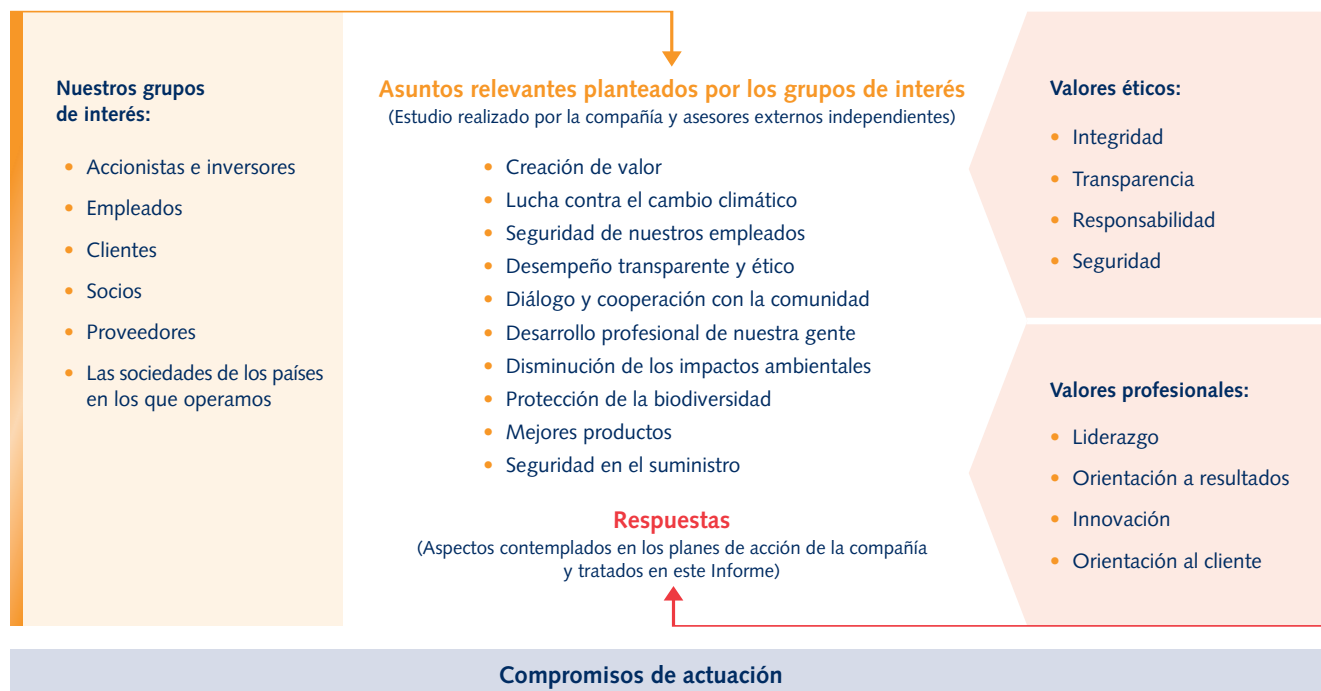 Nuestros grupos
de interés:
• Accionistas e inversores
• Empleados
• Clientes
• Socios
• Proveedores
• Las sociedades de los países
en los que operamos
Asuntos relevantes planteados por los grupos de interés
(Estudio realizado por la compañía y asesores externos independientes)
• Creación de valor
• Lucha contra el cambio climático
• Seguridad de nuestros empleados
• Desempeño transparente y ético
• Diálogo y cooperación con la comunidad
• Desarrollo profesional de nuestra gente
• Disminución de los impactos ambientales
• Protección de la biodiversidad
• Mejores productos
• Seguridad en el suministro
Respuestas
(Aspectos contemplados en los planes de acción de la compañía
y tratados en este Informe)
Valores éticos:
• Integridad
• Transparencia
• Responsabilidad
• Seguridad
Valores profesionales:
• Liderazgo
• Orientación a resultados
• Innovación
• Orientación al cliente
Compromisos de actuación